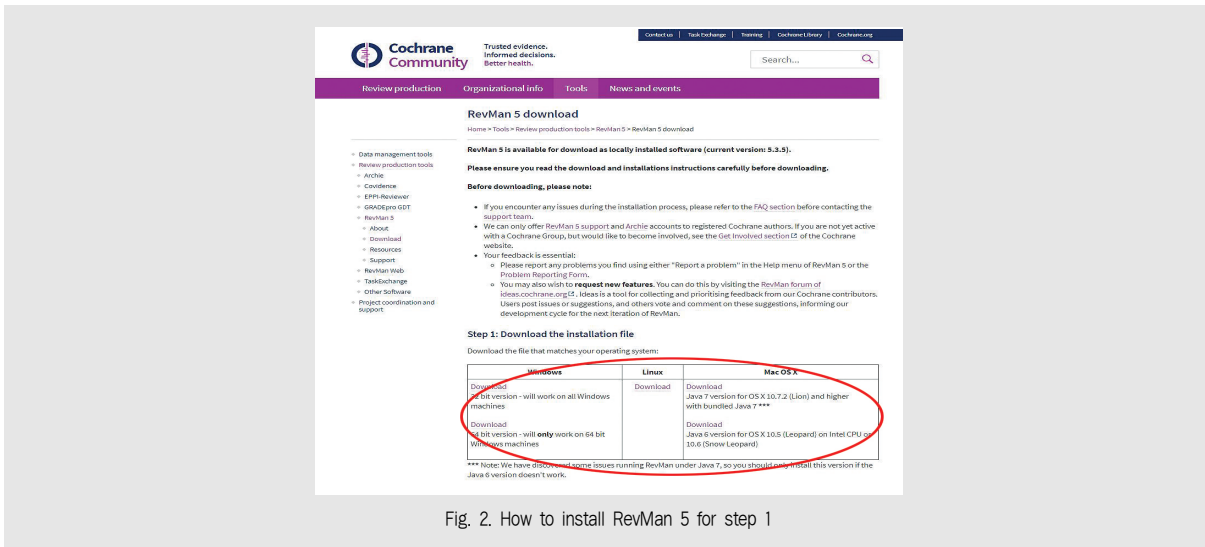 Contact us | Task Exchange | Training | Cochrane Library | Cochrane.org
Cochrane
Community
Trusted evidence.
Informed decisions.
Better health.
Search...
Review production Organizational info Tools News and events
RevMan 5 download
Home > Tools > Review production tools > RevMan 5 > RevMan 5 download
Data management tools
Review production tools
Archie
Covidence
EPPI-Reviewer
GRADEpro GDT
RevMan 5
About
Download
Resources
Support
RevMan Web
TaskExchange
Other Software
Project coordination and
support
RevMan 5 is available for download as locally installed software (current version: 5.3.5).
Please ensure you read the download and installations instructions carefully before downloading.
Before downloading, please note:
If you encounter any issues during the installation process, please refer to the FAQ section before contacting the
support team.
We can only offer RevMan 5 support and Archie accounts to registered Cochrane authors. If you are not yet active
with a Cochrane Group, but would like to become involved, see the Get Involved section of the Cochrane
website.
Your feedback is essential:
Please report any problems you find using either "Report a problem" in the Help menu of RevMan 5 or the
Problem Reporting Form.
You may also wish to request new features. You can do this by visiting the RevMan forum of
ideas.cochrane.org. Ideas is a tool for collecting and prioritising feedback from our Cochrane contributors.
Users post issues or suggestions, and others vote and comment on these suggestions, informing our
development cycle for the next iteration of RevMan.
Step 1: Download the installation file
Download the file that matches your operating system:
Windows Linux Mac OS X
Download
32 bit version - will work on all Windows
machines
Download
64 bit version - will only work on 64 bit
Windows machines
Download
Download
Java 7 version for OS X 10.7.2 (Lion) and higher
with bundled Java 7 ***
Download
Java 6 version for OS X 10.5 (Leopard) on Intel CPU or
10.6 (Snow Leopard)
*** Note: We have discovered some issues running RevMan under Java 7, so you should only install this version if the
Java 6 version doesn't work.
Fig. 2. How to install RevMan 5 for step 1